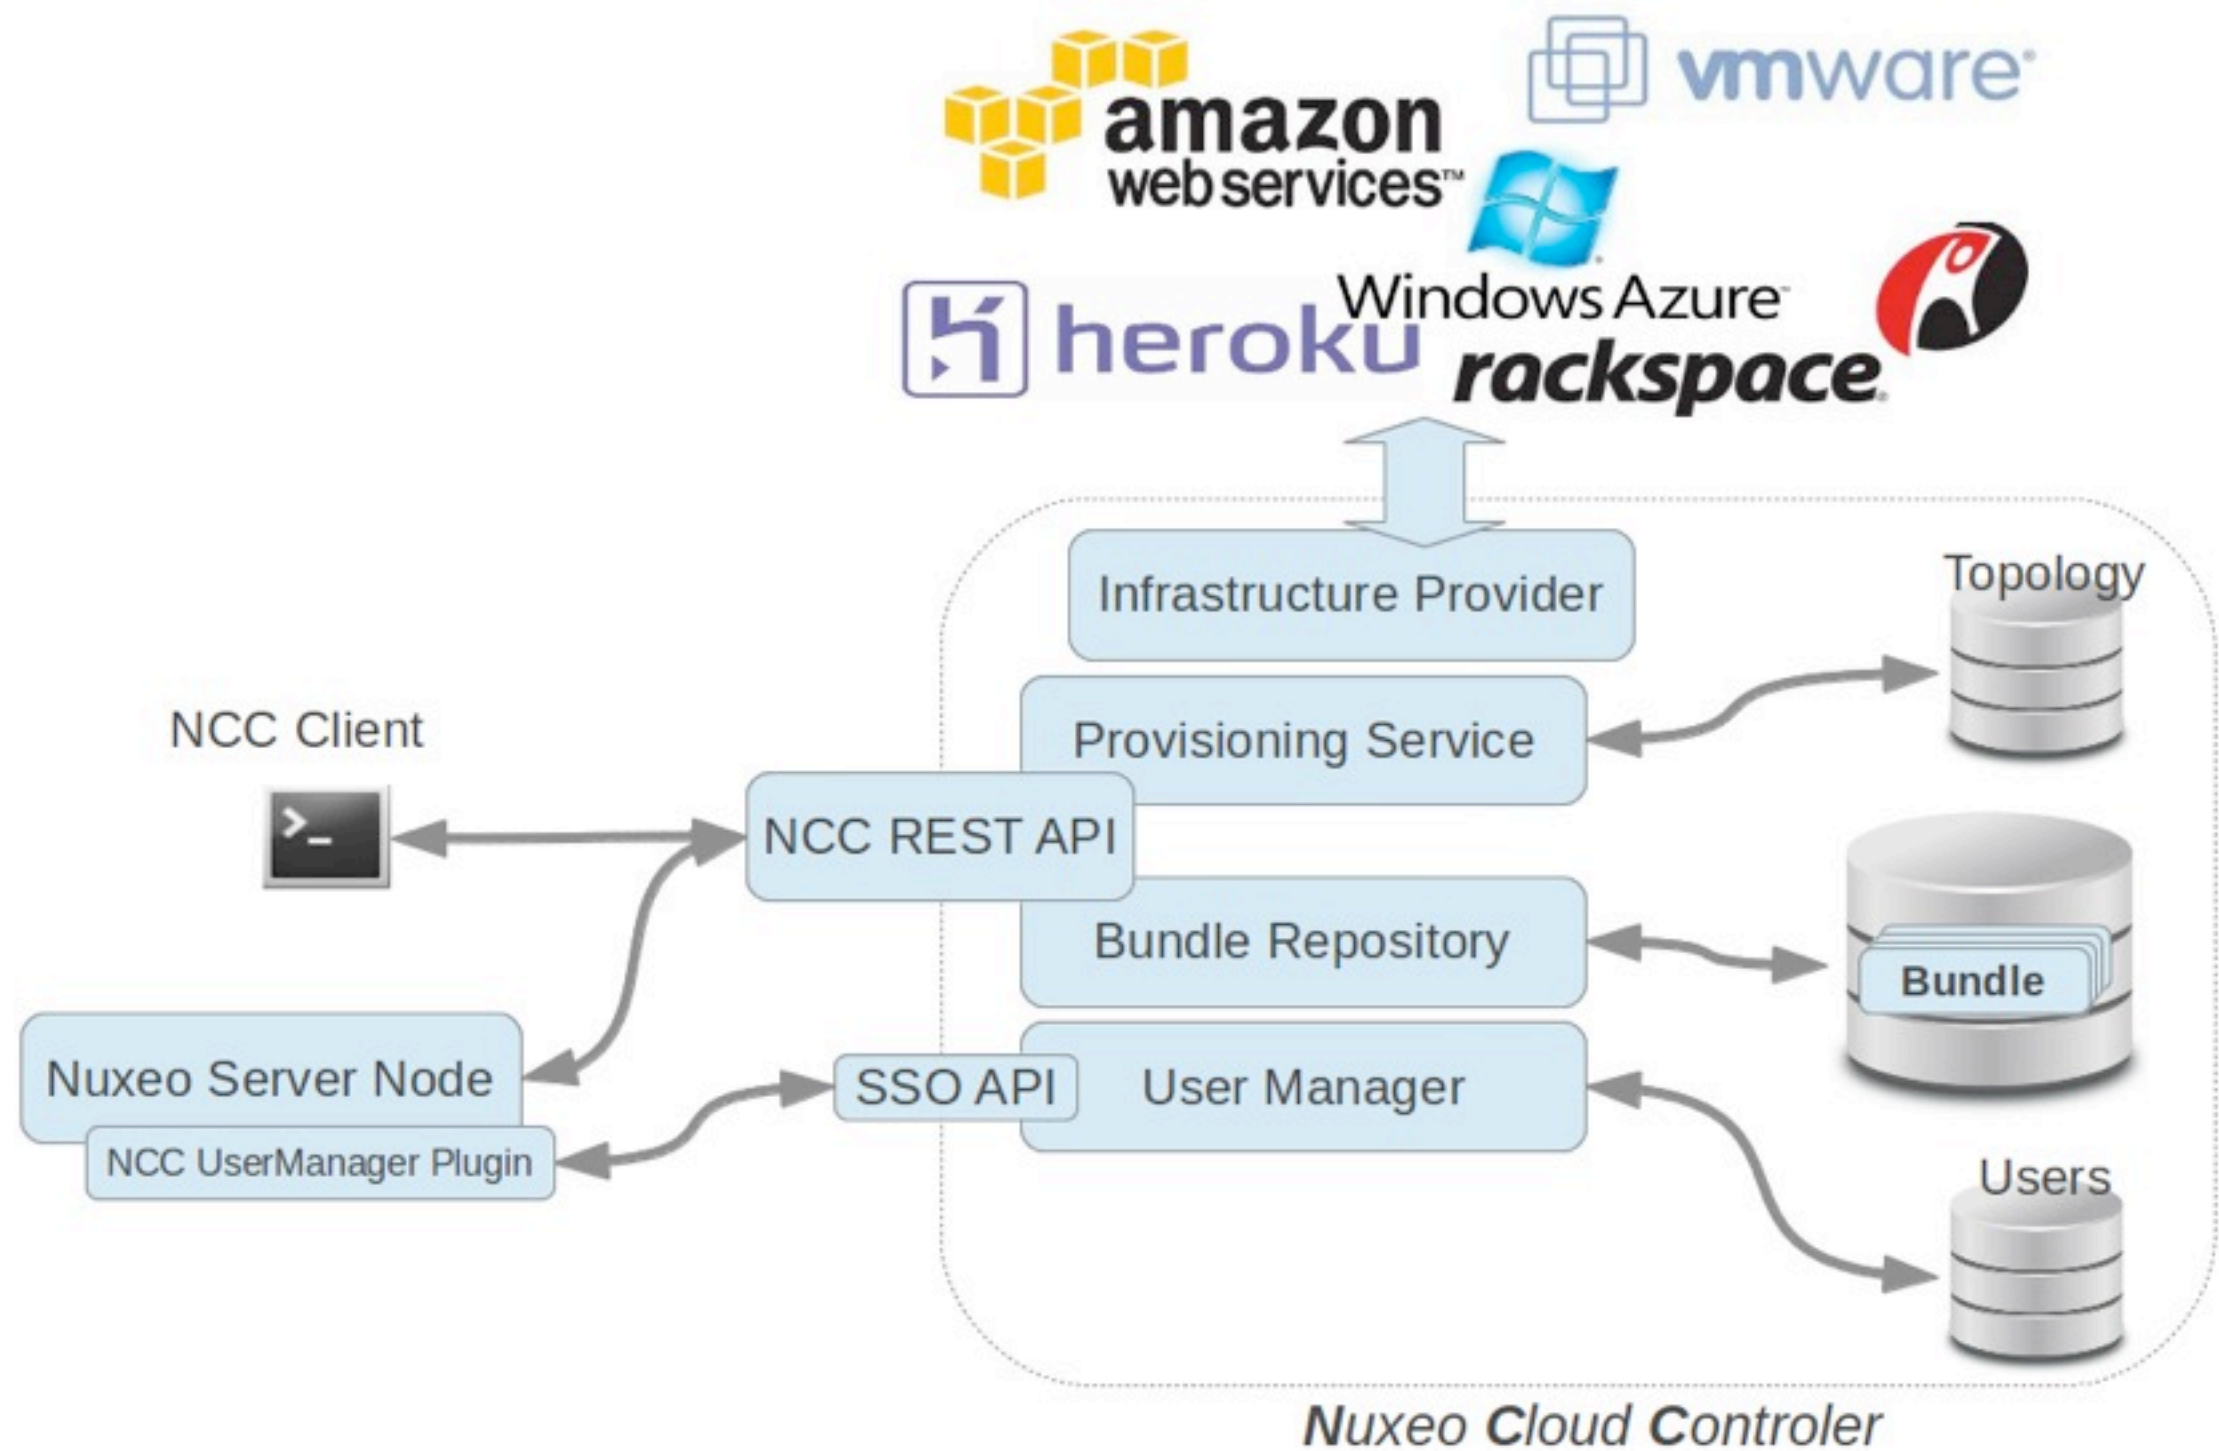 vmware®
amazon
web services™
Windows Azure™
heroku
rackspace®
Infrastructure Provider
Topology
Provisioning Service
NCC Client
>_
NCC REST API
Bundle Repository
Bundle
Nuxeo Server Node
NCC UserManager Plugin
SSO API
User Manager
Users
Nuxeo Cloud Controler